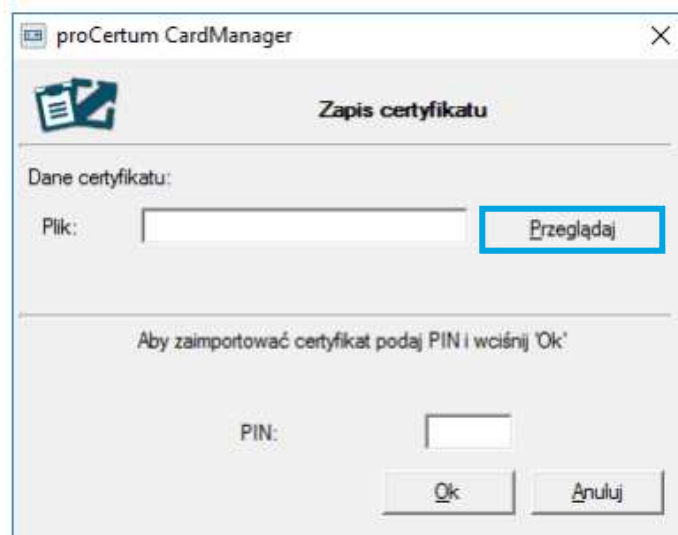 proCertum CardManager
Zapis certyfikatu
Dane certyfikatu:
Plik:
Przeglądaj
Aby zaimportować certyfikat podaj PIN i wciśnij 'Ok'
PIN:
Ok
Anuluj